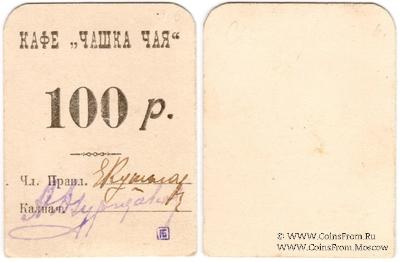 КАФЕ „ЧАШКА ЧАЯ“
100 р.
Чл. Правл.
Казнач.
© www.CoinsFrom.Ru
www.CoinsFrom.Moscow